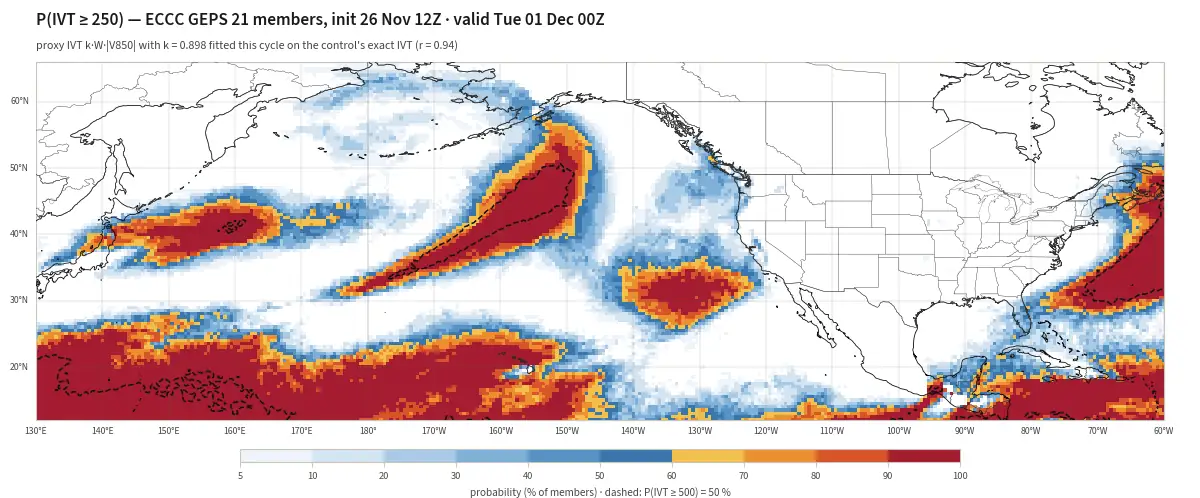 P(IVT ≥ 250) — ECCC GEPS 21 members, init 26 Nov 12Z · valid Tue 01 Dec 00Z
proxy IVT k·W·|V850| with k = 0.898 fitted this cycle on the control's exact IVT (r = 0.94)
60°N
50°N
40°N
30°N
20°N
130°E 140°E 150°E 160°E 170°E 180° 170°W 160°W 150°W 140°W 130°W 120°W 110°W 100°W 90°W 80°W 70°W 60°W
5 10 20 30 40 50 60 70 80 90 100
probability (% of members) · dashed: P(IVT ≥ 500) = 50 %